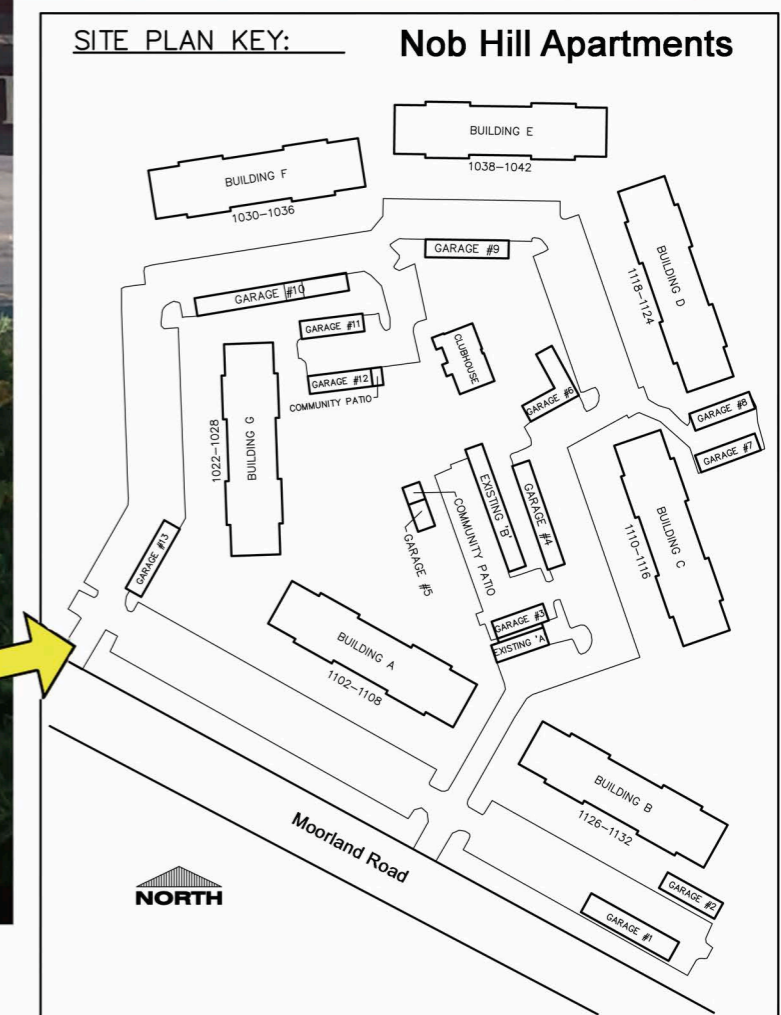 SITE PLAN KEY:
Nob Hill Apartments
BUILDING E
1038-1042
BUILDING F
1030-1036
BUILDING D
1118-1124
GARAGE #9
GARAGE #10
GARAGE #11
GARAGE #12
COMMUNITY PATIO
CLUBHOUSE
GARAGE #6
GARAGE #8
GARAGE #7
1022-1028
BUILDING G
EXISTING 'B'
GARAGE #4
COMMUNITY PATIO
GARAGE #5
BUILDING C
1110-1116
GARAGE #13
GARAGE #3
EXISTING 'A
BUILDING A
1102-1108
BUILDING B
1126-1132
Moorland Road
NORTH
GARAGE #2
GARAGE #1